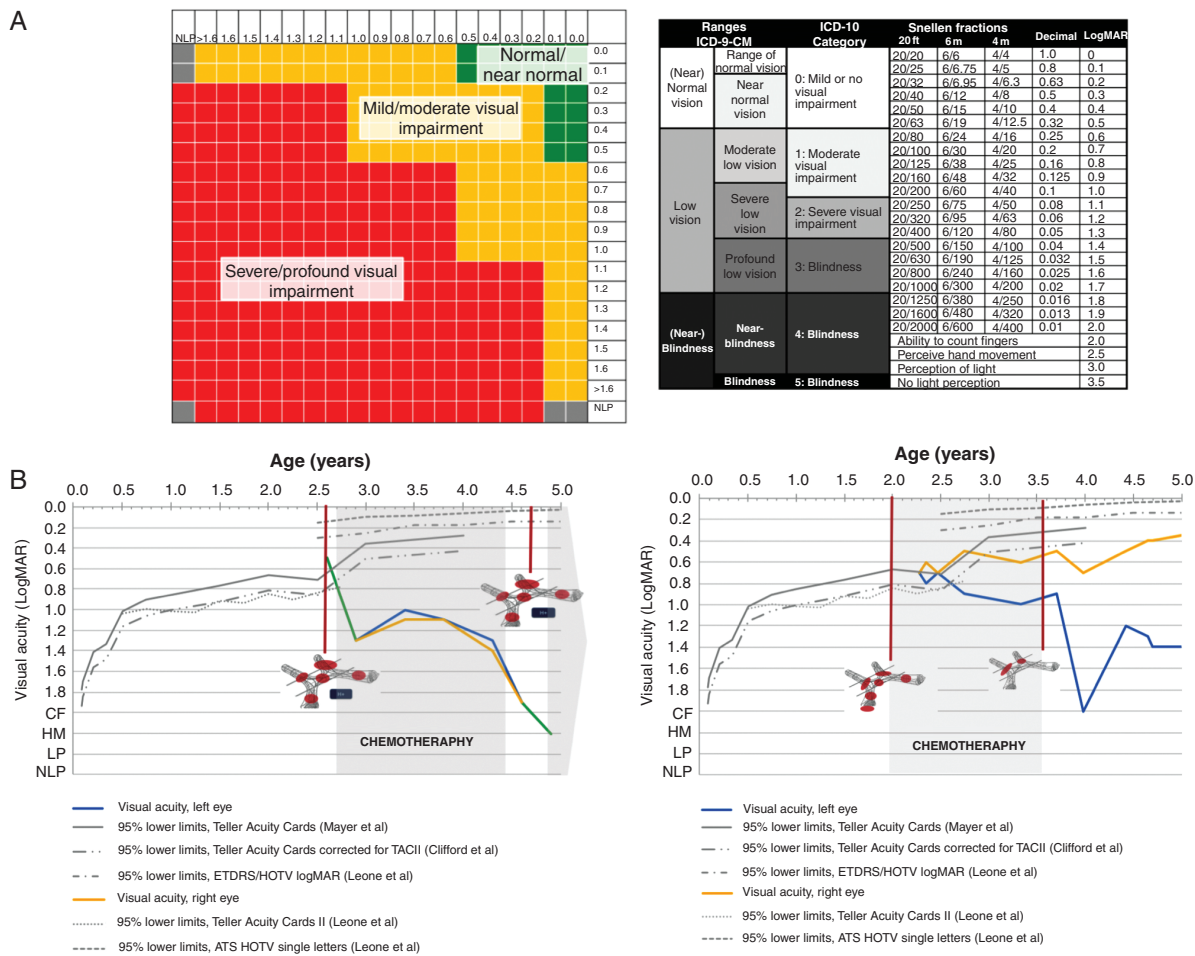 A
NLP >1.6 1.6 1.5 1.4 1.3 1.2 1.1 1.0 0.9 0.8 0.7 0.6 0.5 0.4 0.3 0.2 0.1 0.0
Normal/
near normal
Mild/moderate visual
impairment
Severe/profound visual
impairment
0.0
0.1
0.2
0.3
0.4
0.5
0.6
0.7
0.8
0.9
1.0
1.1
1.2
1.3
1.4
1.5
1.6
>1.6
NLP
Ranges
ICD-9-CM
ICD-10
Category
Snellen fractions
20 ft 6 m 4 m Decimal LogMAR
(Near)
Normal
vision
Range of
normal vision
Near
normal
vision
0: Mild or no
visual
impairment
Low
vision
Moderate
low vision
1: Moderate
visual
impairment
Severe
low
vision
2: Severe visual
impairment
Profound
low vision
3: Blindness
(Near-)
Blindness
Near-
blindness
4: Blindness
Blindness
5: Blindness
20/20 6/6 4/4 1.0 0
20/25 6/6.75 4/5 0.8 0.1
20/32 6/6.95 4/6.3 0.63 0.2
20/40 6/12 4/8 0.5 0.3
20/50 6/15 4/10 0.4 0.4
20/63 6/19 4/12.5 0.32 0.5
20/80 6/24 4/16 0.25 0.6
20/100 6/30 4/20 0.2 0.7
20/125 6/38 4/25 0.16 0.8
20/160 6/48 4/32 0.125 0.9
20/200 6/60 4/40 0.1 1.0
20/250 6/75 4/50 0.08 1.1
20/320 6/95 4/63 0.06 1.2
20/400 6/120 4/80 0.05 1.3
20/500 6/150 4/100 0.04 1.4
20/630 6/190 4/125 0.032 1.5
20/800 6/240 4/160 0.025 1.6
20/1000 6/300 4/200 0.02 1.7
20/1250 6/380 4/250 0.016 1.8
20/1600 6/480 4/320 0.013 1.9
20/2000 6/600 4/400 0.01 2.0
Ability to count fingers 2.0
Perceive hand movement 2.5
Perception of light 3.0
No light perception 3.5
B
Age (years)
0.0 0.5 1.0 1.5 2.0 2.5 3.0 3.5 4.0 4.5 5.0
Visual acuity (LogMAR)
0.0
0.2
0.4
0.6
0.8
1.0
1.2
1.4
1.6
1.8
CF
HM
LP
NLP
CHEMOTHERAPHY
Visual acuity, left eye
95% lower limits, Teller Acuity Cards (Mayer et al)
95% lower limits, Teller Acuity Cards corrected for TACII (Clifford et al)
95% lower limits, ETDRS/HOTV logMAR (Leone et al)
Visual acuity, right eye
95% lower limits, Teller Acuity Cards II (Leone et al)
95% lower limits, ATS HOTV single letters (Leone et al)
Age (years)
0.0 0.5 1.0 1.5 2.0 2.5 3.0 3.5 4.0 4.5 5.0
Visual acuity (LogMAR)
0.0
0.2
0.4
0.6
0.8
1.0
1.2
1.4
1.6
1.8
CF
HM
LP
NLP
CHEMOTHERAPHY
Visual acuity, left eye
95% lower limits, Teller Acuity Cards (Mayer et al)
95% lower limits, Teller Acuity Cards corrected for TACII (Clifford et al)
95% lower limits, ETDRS/HOTV logMAR (Leone et al)
Visual acuity, right eye
95% lower limits, Teller Acuity Cards II (Leone et al)
95% lower limits, ATS HOTV single letters (Leone et al)